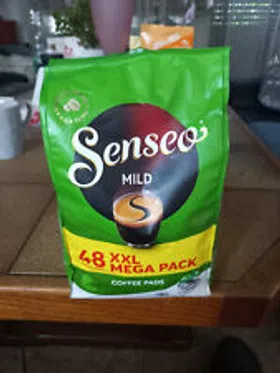 Senseo
MILD
48 XXL
MEGA PACK
COFFEE PADS